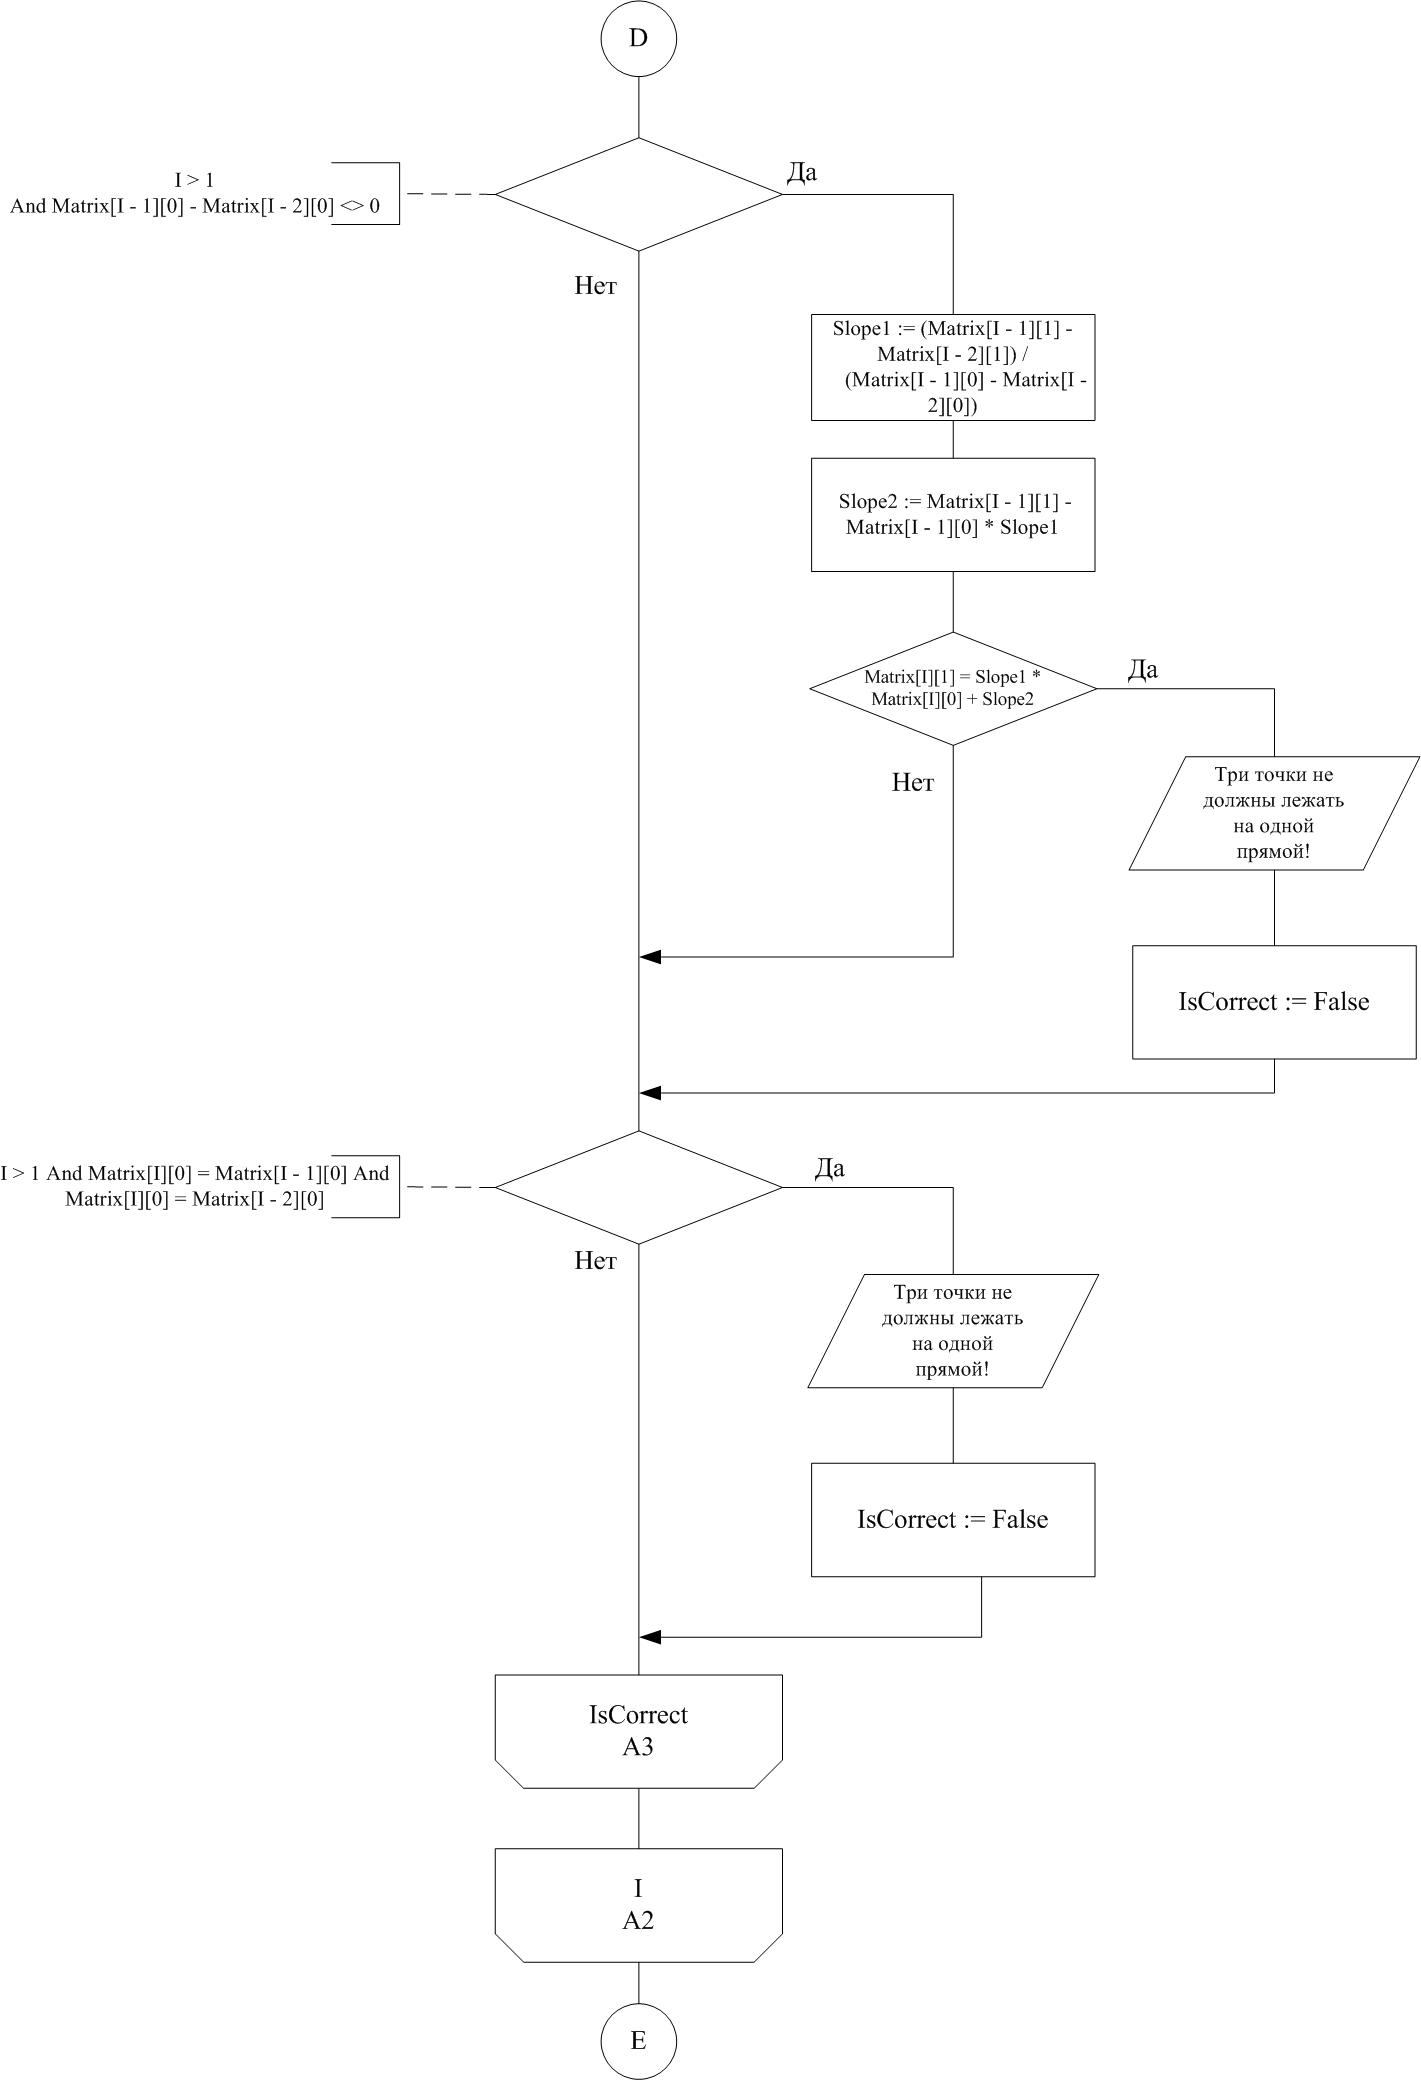 D
Да
I > 1
And Matrix[I - 1][0] - Matrix[I - 2][0] <> 0
Нет
Slope1 := (Matrix[I - 1][1] -
Matrix[I - 2][1]) /
(Matrix[I - 1][0] - Matrix[I -
2][0])
Slope2 := Matrix[I - 1][1] -
Matrix[I - 1][0] * Slope1
Matrix[I][1] = Slope1 *
Matrix[I][0] + Slope2
Да
Нет
Три точки не
должны лежать
на одной
прямой!
IsCorrect := False
I > 1 And Matrix[I][0] = Matrix[I - 1][0] And
Matrix[I][0] = Matrix[I - 2][0]
Да
Нет
Три точки не
должны лежать
на одной
прямой!
IsCorrect := False
IsCorrect
A3
I
A2
E